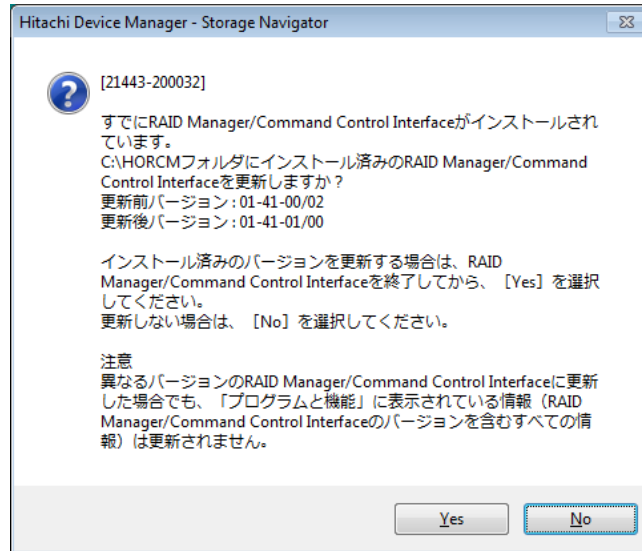 Hitachi Device Manager - Storage Navigator
[21443-200032]
すでにRAID Manager/Command Control Interfaceがインストールされ
ています。
C:\HORCMフォルダにインストール済みのRAID Manager/Command
Control Interfaceを更新しますか？
更新前バージョン : 01-41-00/02
更新後バージョン : 01-41-01/00
インストール済みのバージョンを更新する場合は、RAID
Manager/Command Control Interfaceを終了してから、［Yes］を選択
してください。
更新しない場合は、［No］を選択してください。
注意
異なるバージョンのRAID Manager/Command Control Interfaceに更新
した場合でも、「プログラムと機能」に表示されている情報（RAID
Manager/Command Control Interfaceのバージョンを含むすべての情
報）は更新されません。
Yes
No